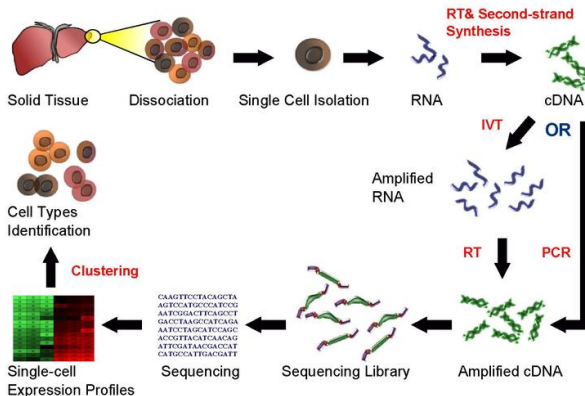 RT& Second-strand
Synthesis
Solid Tissue
Dissociation
Single Cell Isolation
RNA
cDNA
IVT
OR
Amplified
RNA
Cell Types
Identification
RT
PCR
Clustering
CAAGTTCCTACAGCTA
AGTCCATGCCCATCCG
AATCGGACTTCAGCCT
GACCTAAGCCATCAGA
AATCCTAGCATCCAGC
ACCGTTACATCAACAG
ATTCGATAACGACCAT
CATGCCATTGACGATT
Single-cell
Expression Profiles
Sequencing
Sequencing Library
Amplified cDNA